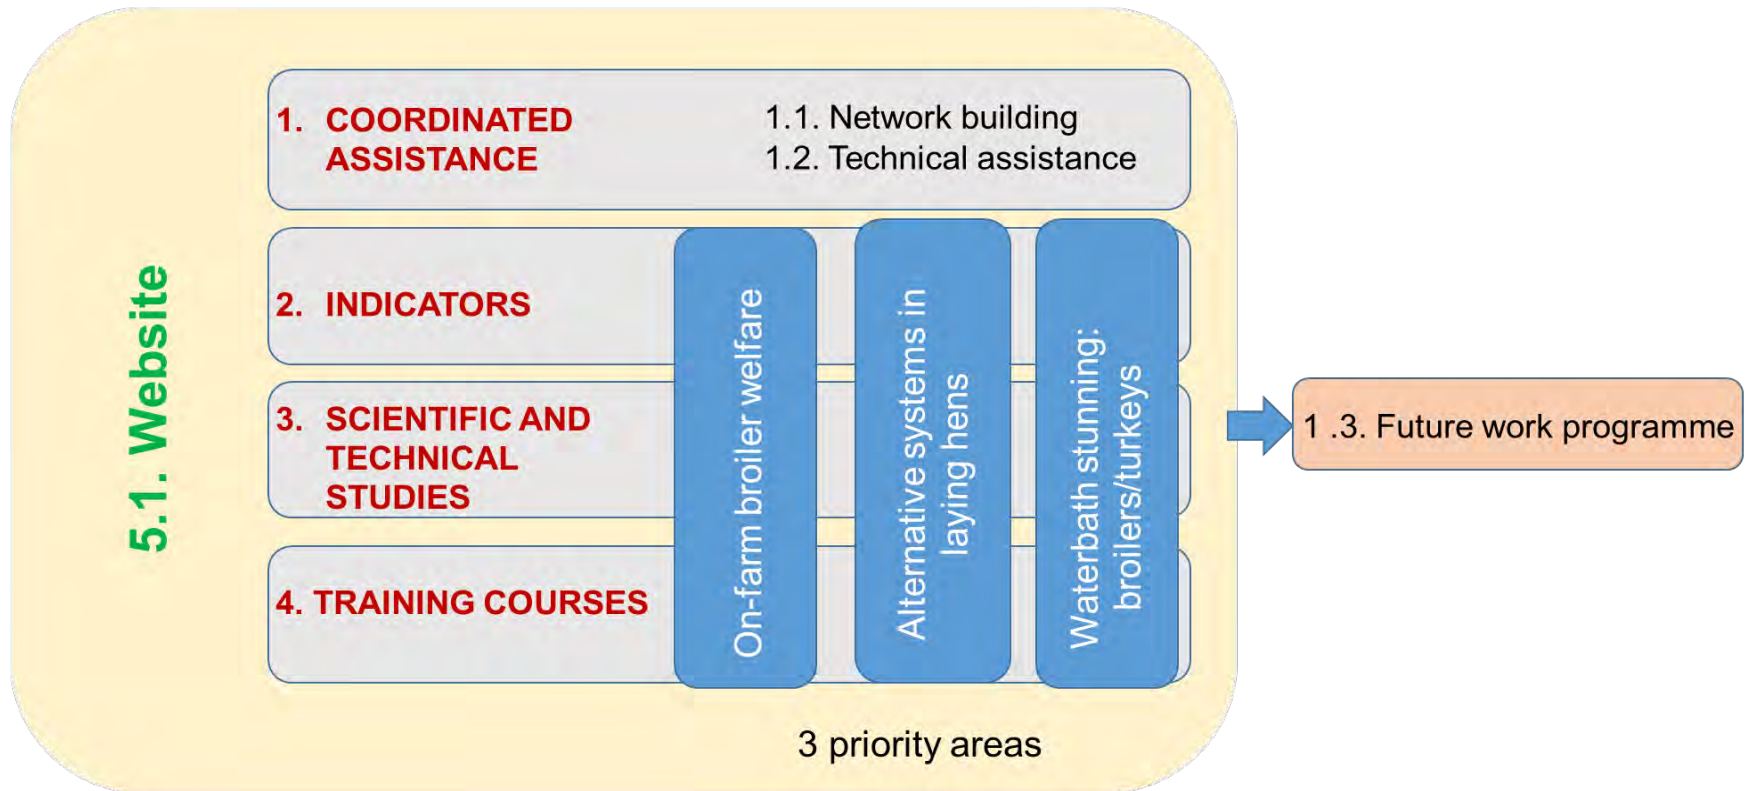 5.1. Website
1. COORDINATED
ASSISTANCE
1.1. Network building
1.2. Technical assistance
2. INDICATORS
3. SCIENTIFIC AND
TECHNICAL
STUDIES
4. TRAINING COURSES
On-farm broiler welfare
Alternative systems in
laying hens
Waterbath stunning:
broilers/turkeys
3 priority areas
1 .3. Future work programme